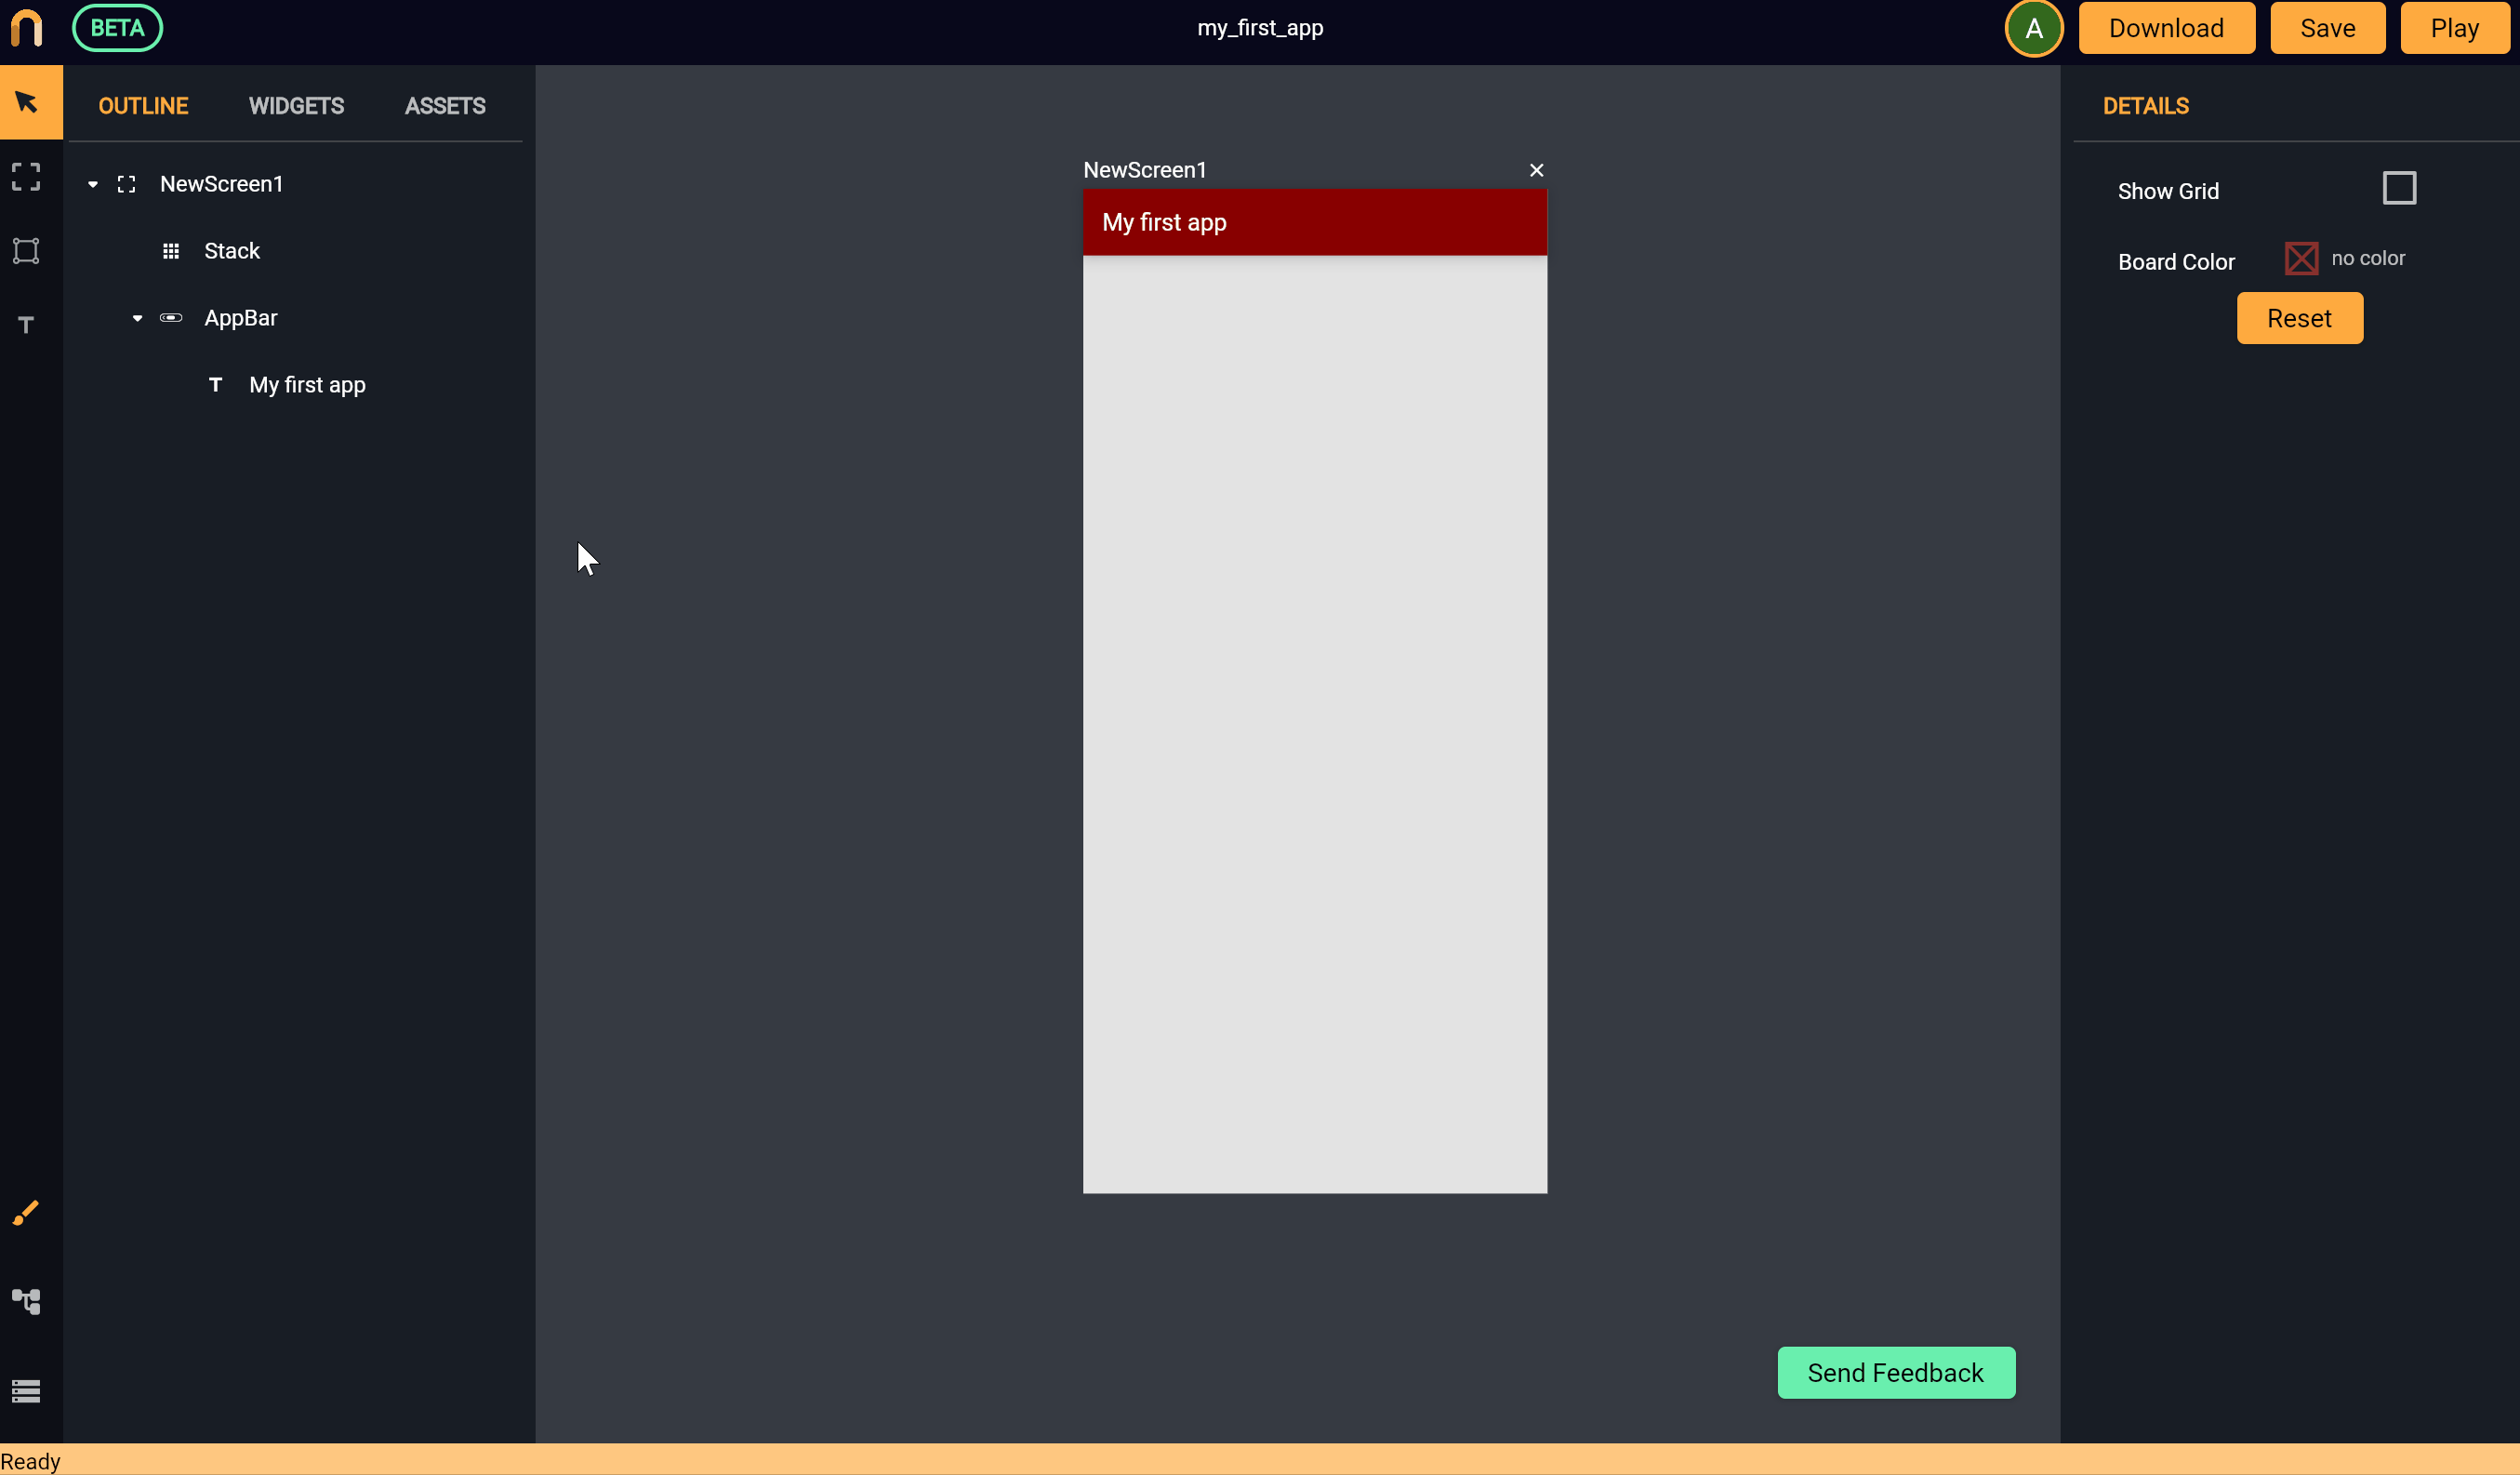 BETA
my_first_app
A
Download
Save
Play
OUTLINE
WIDGETS
ASSETS
NewScreen1
Stack
AppBar
T
My first app
T
NewScreen1
My first app
DETAILS
Show Grid
Board Color
no color
Reset
Send Feedback
Ready